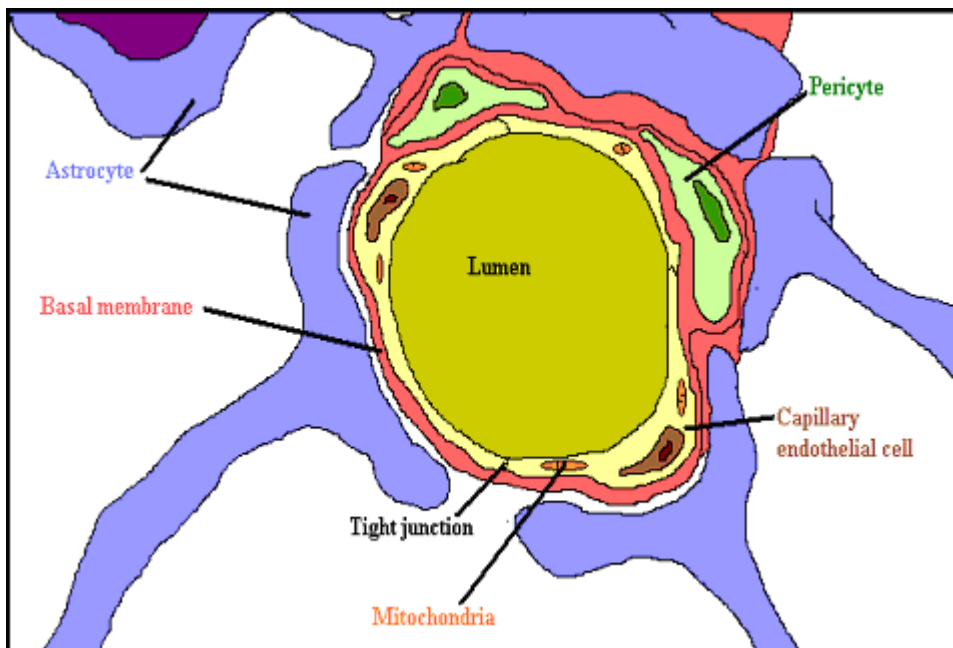 Pericyte
Astrocyte
Lumen
Basal membrane
Capillary
endothelial cell
Tight junction
Mitochondria